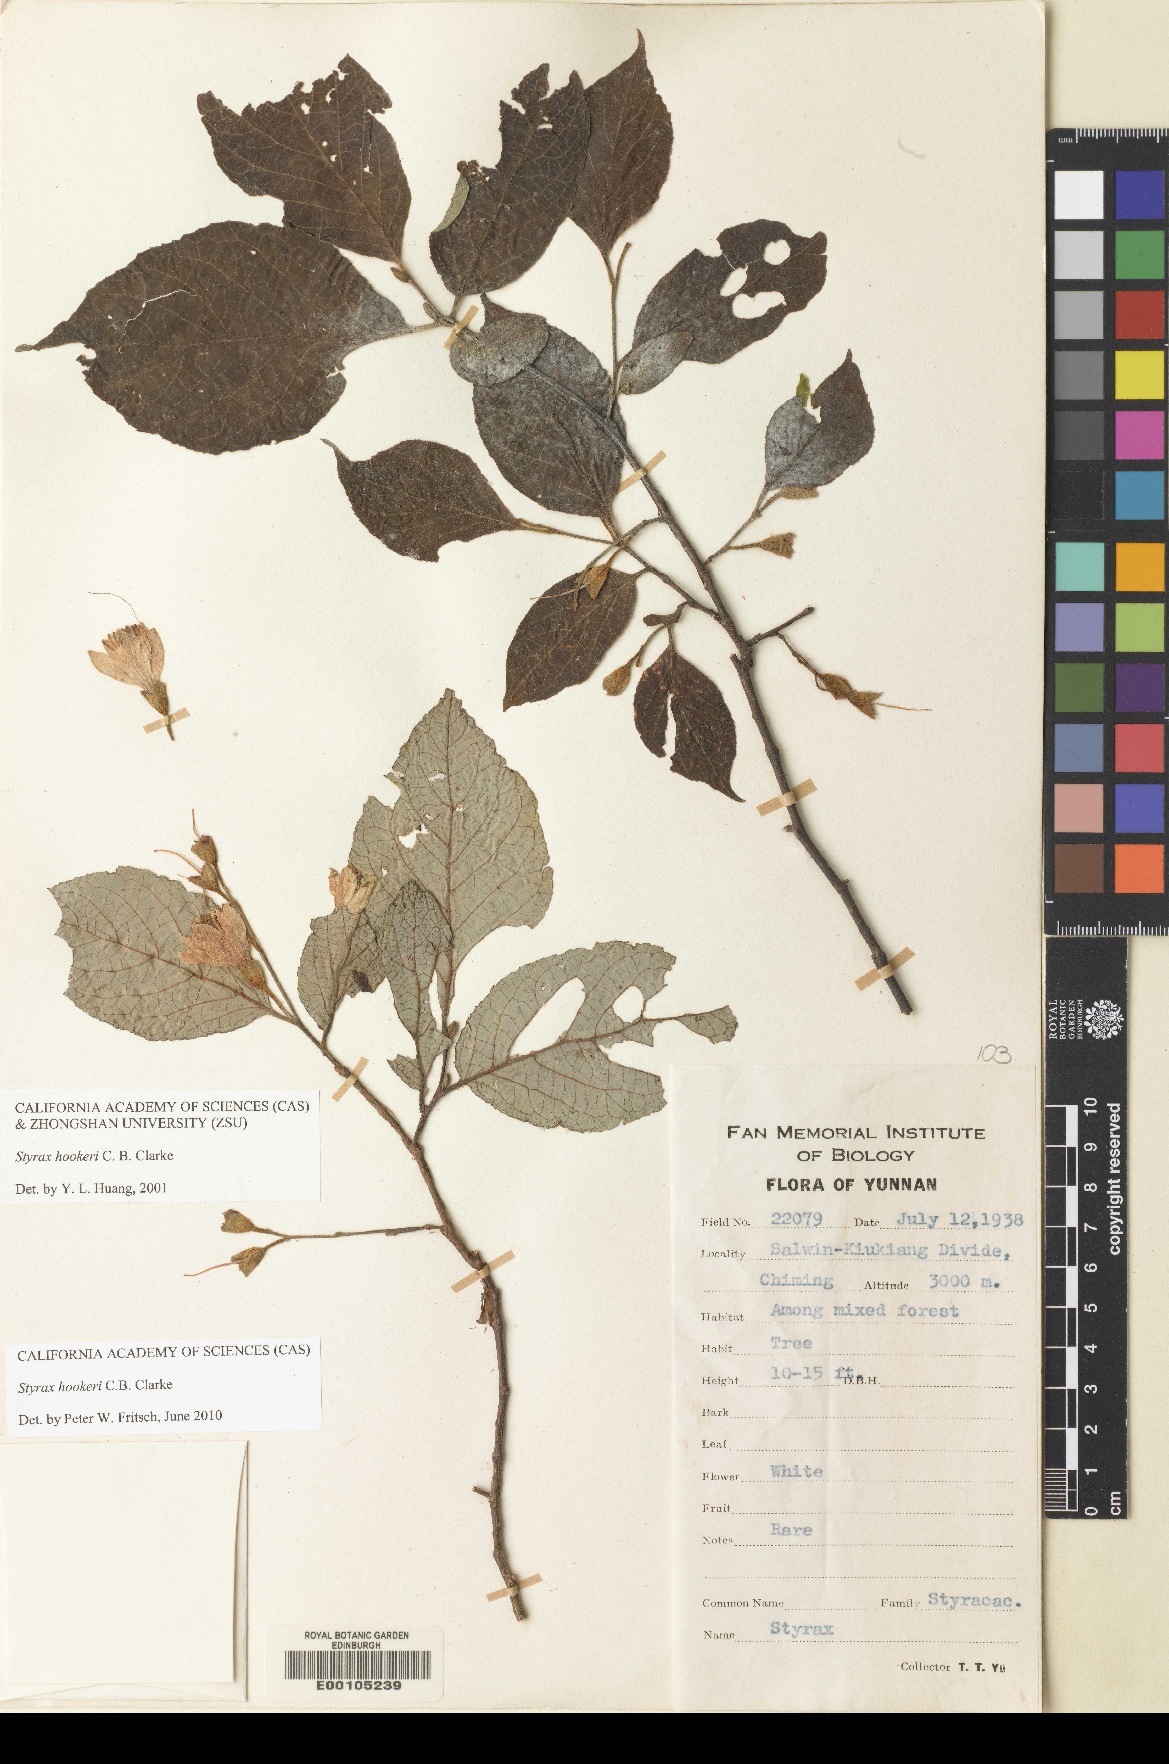 CALIFORNIA ACADEMY OF SCIENCES (CAS)
& ZHONGSHAN UNIVERSITY (ZSU)
Styrax hookeri C. B. Clarke
Det. by Y. L. Huang, 2001
CALIFORNIA ACADEMY OF SCIENCES (CAS)
Styrax hookeri C.B. Clarke
Det. by Peter W. Fritsch, June 2010
ROYAL BOTANIC GARDEN
EDINBURGH
E00105239
103
FAN MEMORIAL INSTITUTE
OF BIOLOGY
FLORA OF YUNNAN
Field No. 22079 Date July 12,1938
Locality Salwin-Kiukiang Divide,
Chiming Altitude 3000 m.
Habitat Among mixed forest
Habit Tree
Height 10-15 ft. D.B.H.
Bark
Leaf
Flower White
Fruit
Notes Rare
Common Name Family Styracac.
Name Styrax
Collector T. T. YÜ
mm
ROYAL
BOTANIC
GARDEN
EDINBURGH
0 1 2 3 4 5 6 7 8 9 10
cm
copyright reserved